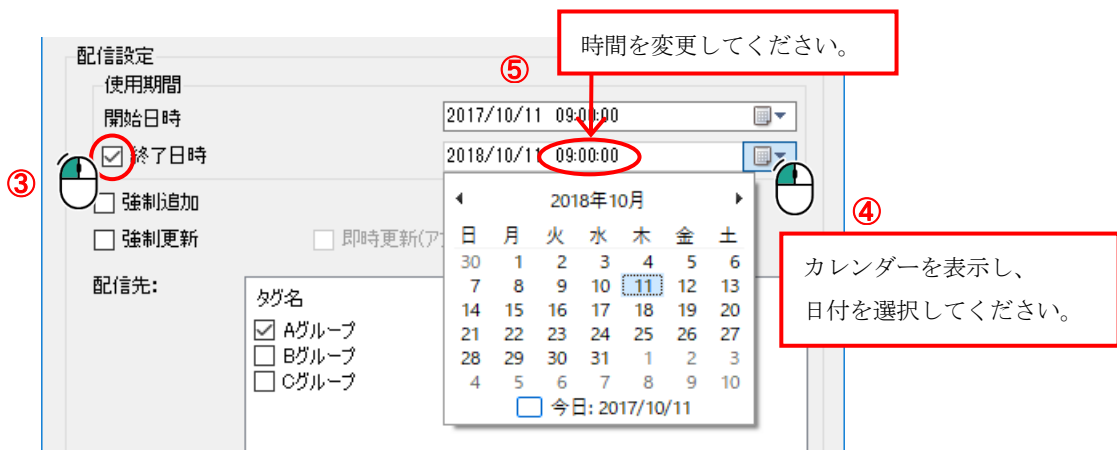 時間を変更してください。
⑤
配信設定
使用期間
開始日時
2017/10/11 09:00:00
③
終了日時
2018/10/11 09:00:00
強制追加
強制更新
即時更新(ア
2018年10月
日 月 火 水 木 金 土
30 1 2 3 4 5 6
7 8 9 10 11 12 13
14 15 16 17 18 19 20
21 22 23 24 25 26 27
28 29 30 31 1 2 3
4 5 6 7 8 9 10
今日: 2017/10/11
④
カレンダーを表示し、
日付を選択してください。
配信先:
タグ名
Aグループ
Bグループ
Cグループ